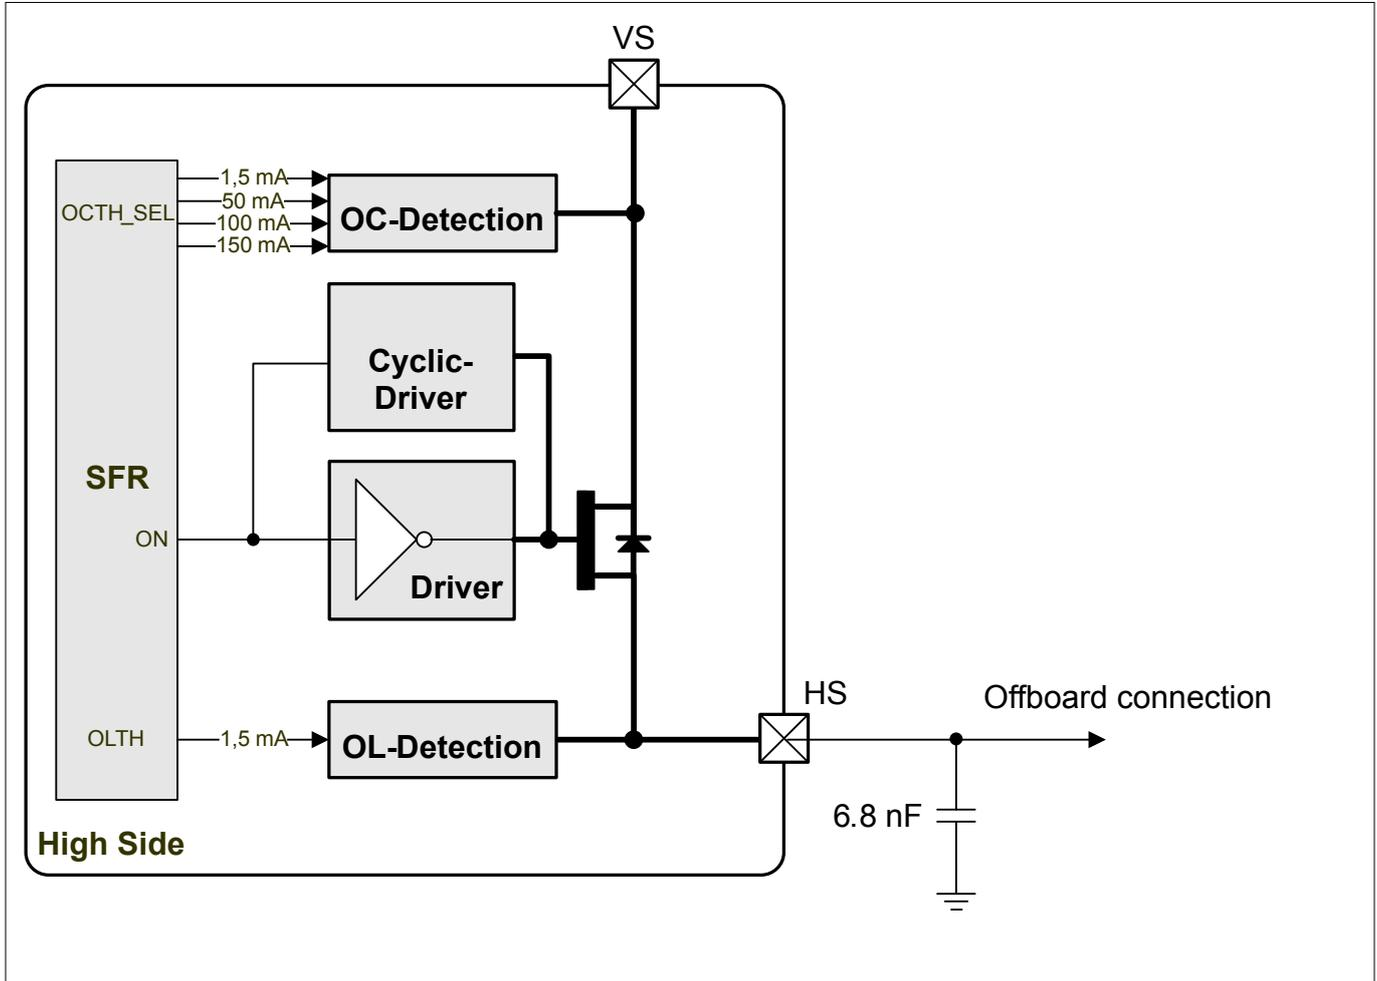 VS
1,5 mA
50 mA
OCTH_SEL
100 mA
150 mA
OC-Detection
Cyclic-
Driver
SFR
ON
Driver
OLTH
1,5 mA
OL-Detection
HS
Offboard connection
6.8 nF
High Side